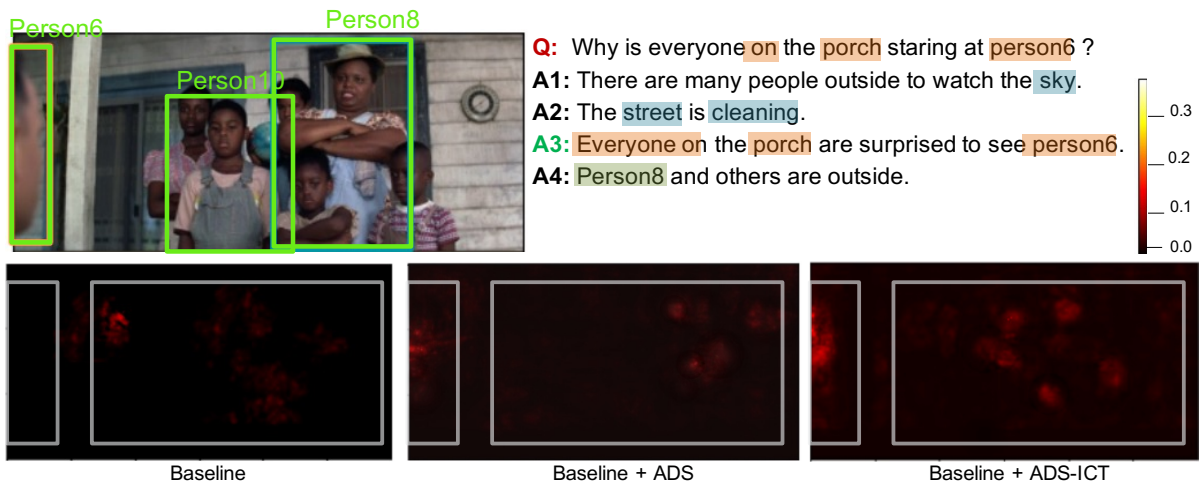 Person6
Person8
Person10
Q: Why is everyone on the porch staring at person6 ?
A1: There are many people outside to watch the sky.
A2: The street is cleaning.
A3: Everyone on the porch are surprised to see person6.
A4: Person8 and others are outside.
0.3
0.2
0.1
0.0
Baseline
Baseline + ADS
Baseline + ADS-ICT